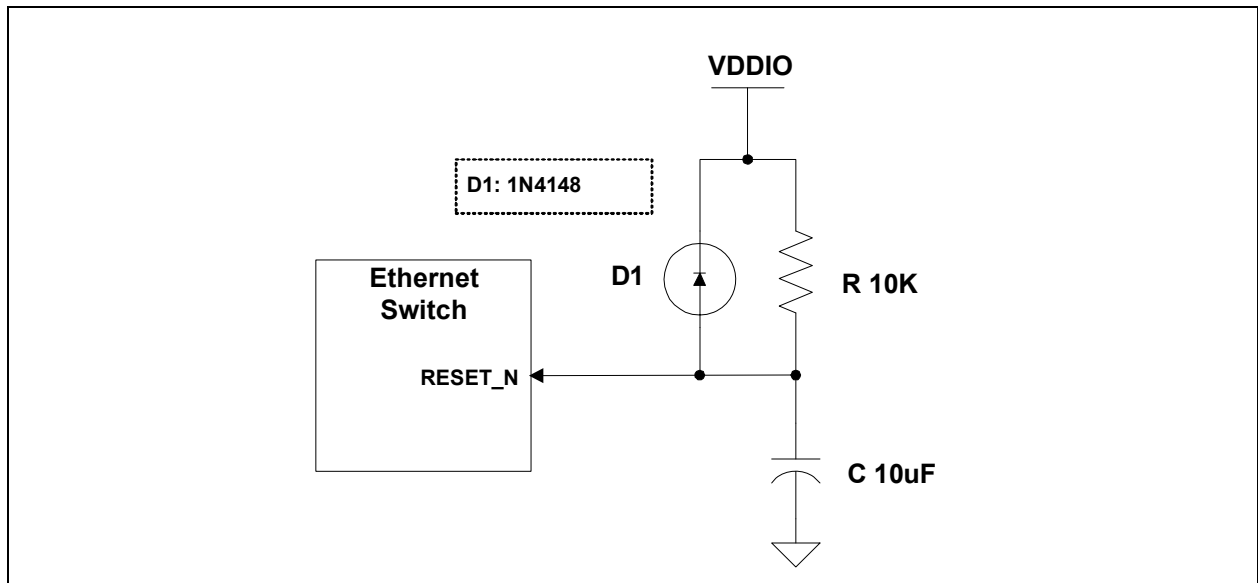 VDDIO
D1: 1N4148
D1
R 10K
Ethernet
Switch
RESET_N
C 10uF